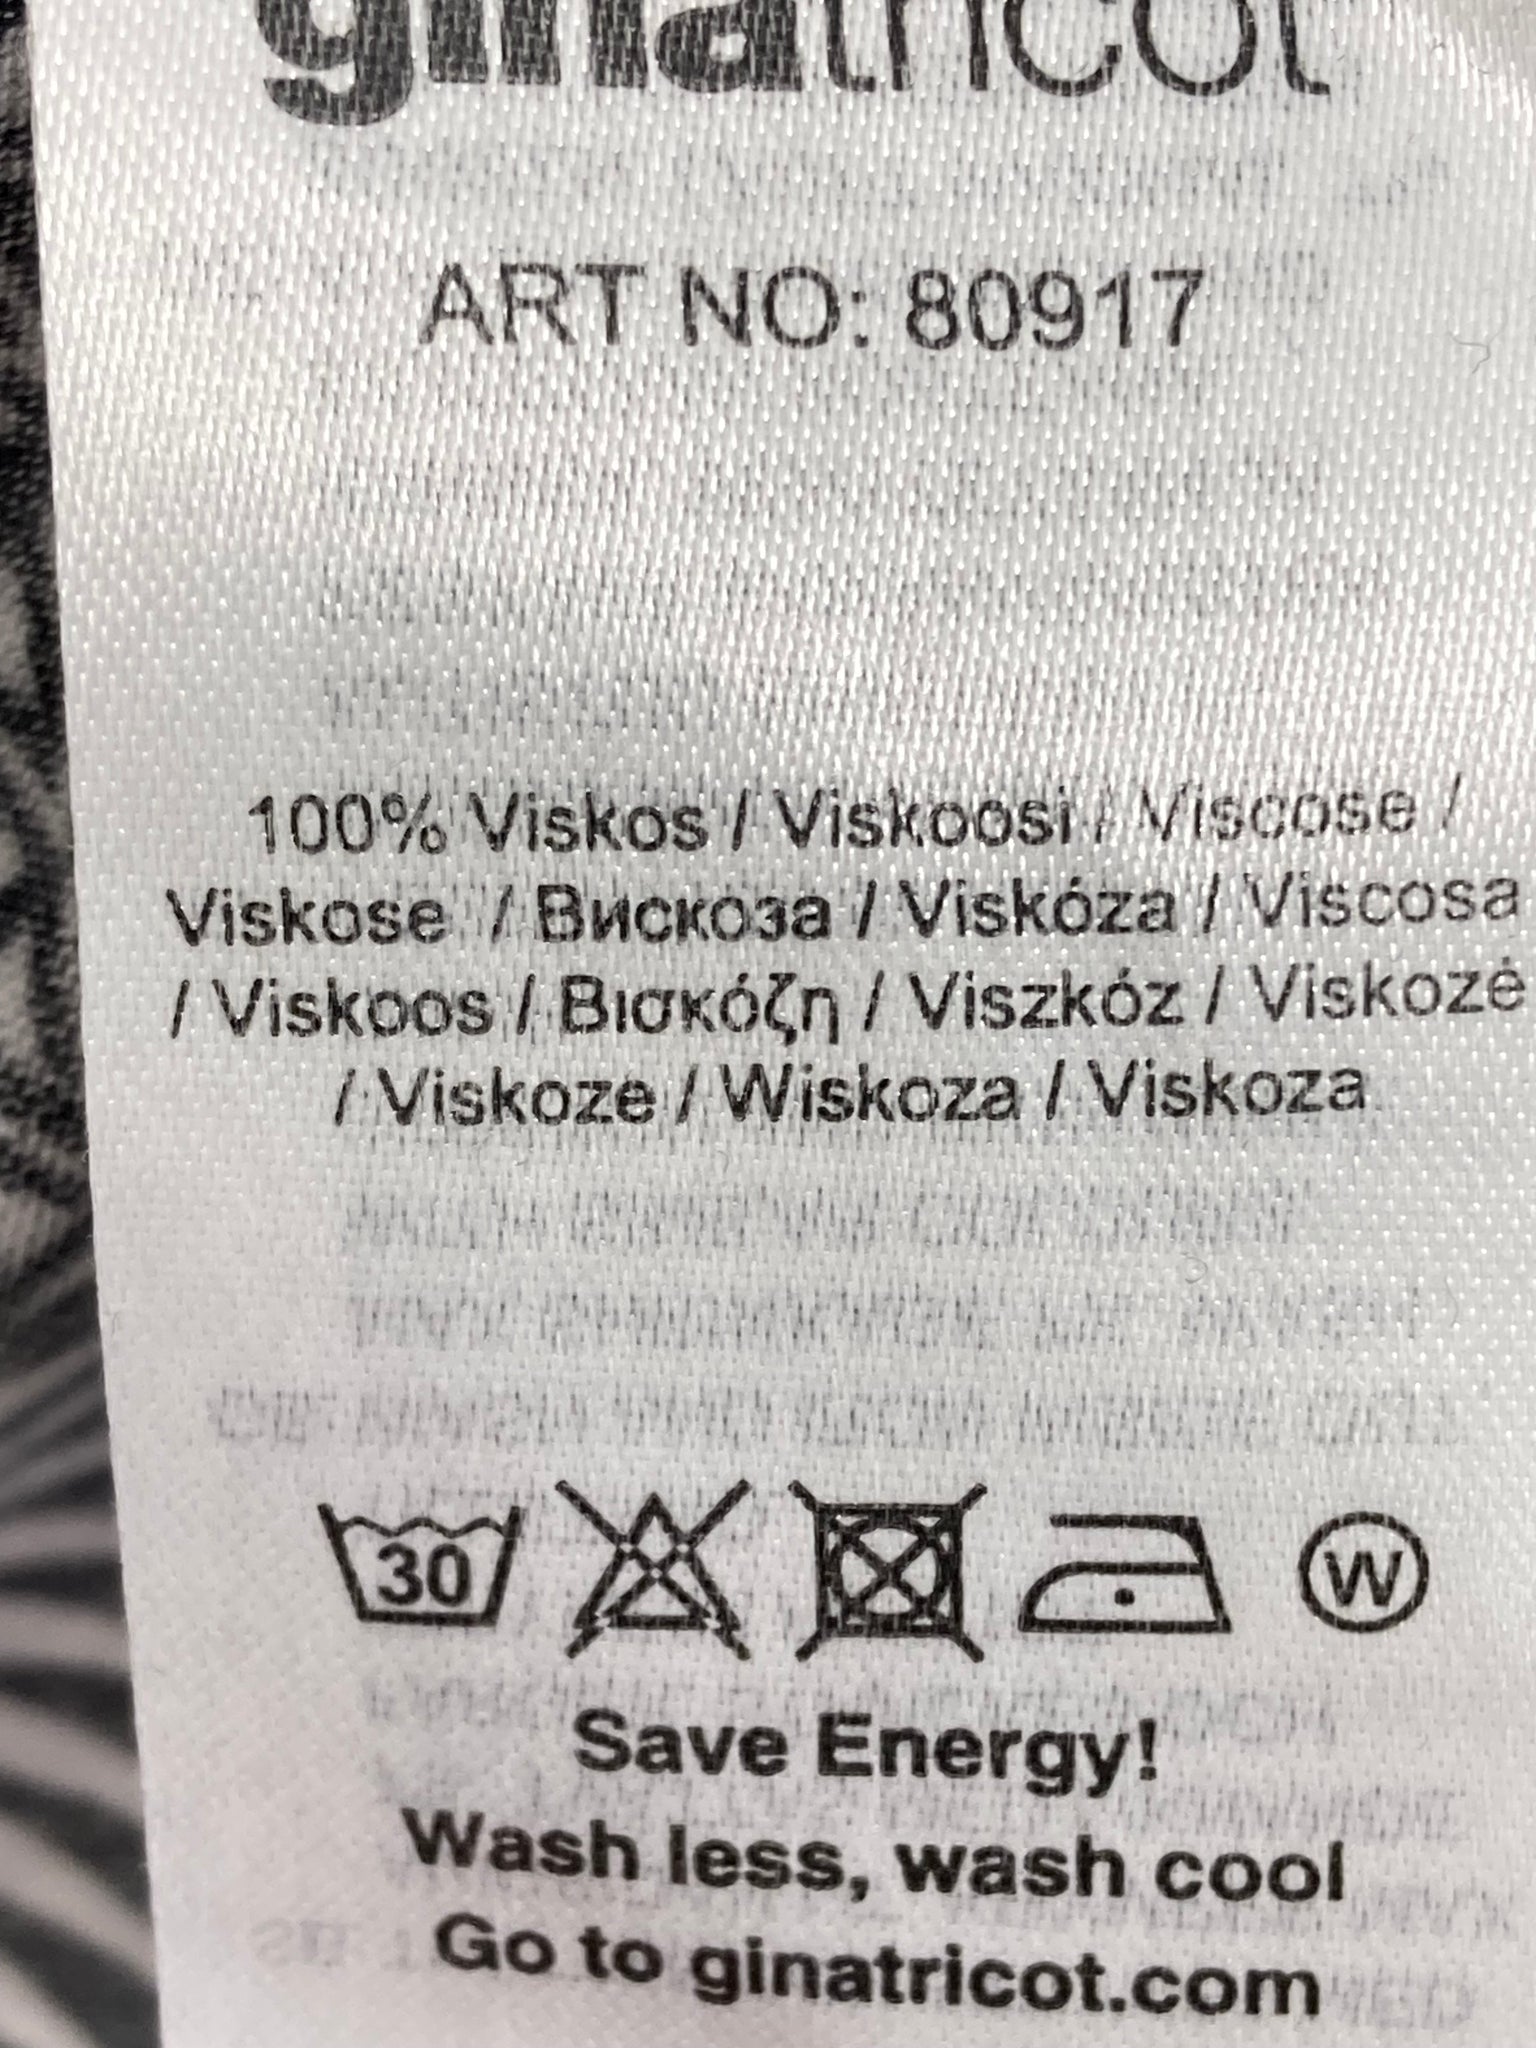 ginatricot
ART NO: 80917
100% Viskos / Viskoosi / Viscose /
Viskose / Вискоза / Viskóza / Viscosa
/ Viskoos / Βισκόζη / Viszkóz / Viskozė
/ Viskoze / Wiskoza / Viskoza
30 W
Save Energy!
Wash less, wash cool
Go to ginatricot.com